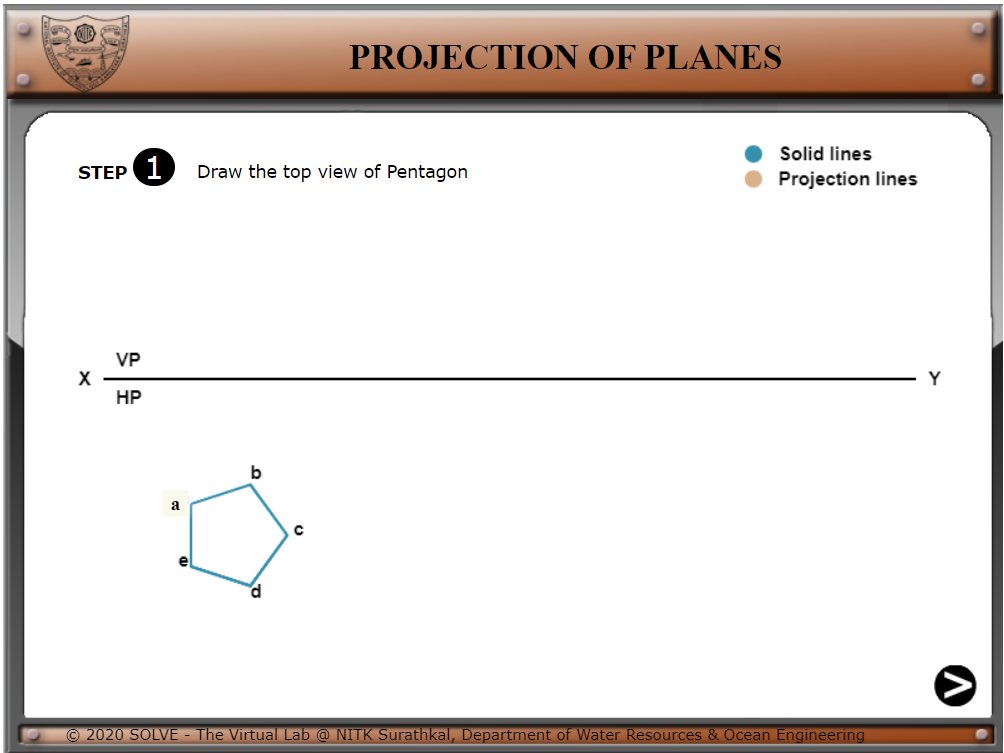 PROJECTION OF PLANES
STEP 1 Draw the top view of Pentagon
Solid lines
Projection lines
VP
X
Y
HP
b
a
c
e
d
>
© 2020 SOLVE - The Virtual Lab @ NITK Surathkal, Department of Water Resources & Ocean Engineering